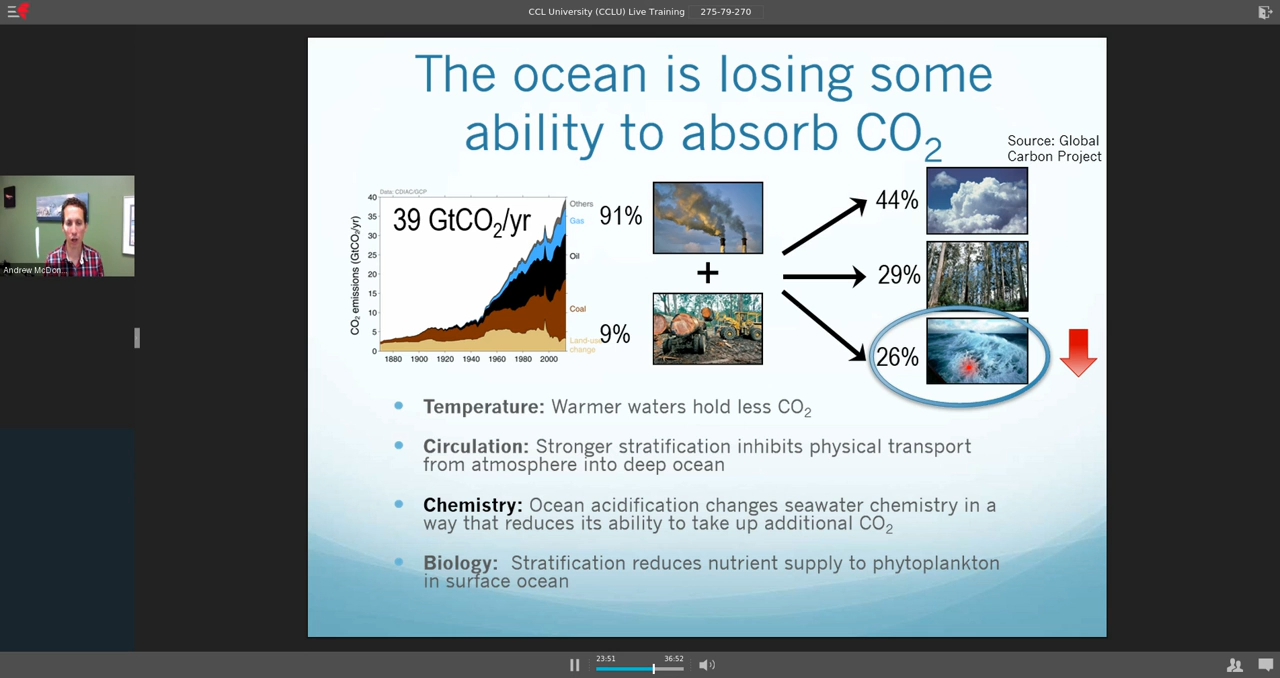 CCL University (CCLU) Live Training 275-79-270
The ocean is losing some
ability to absorb CO2
Source: Global
Carbon Project
Data: CDIAC/GCP
39 GtCO2/yr
CO2 emissions (GtCO2/yr)
40
35
30
25
20
15
10
5
0
1880 1900 1920 1940 1960 1980 2000
Others
Gas
Oil
Coal
Land-use
change
91%
+
9%
44%
29%
26%
Andrew McDon...
• Temperature: Warmer waters hold less CO2
• Circulation: Stronger stratification inhibits physical transport
from atmosphere into deep ocean
• Chemistry: Ocean acidification changes seawater chemistry in a
way that reduces its ability to take up additional CO2
• Biology: Stratification reduces nutrient supply to phytoplankton
in surface ocean
23:51 36:52